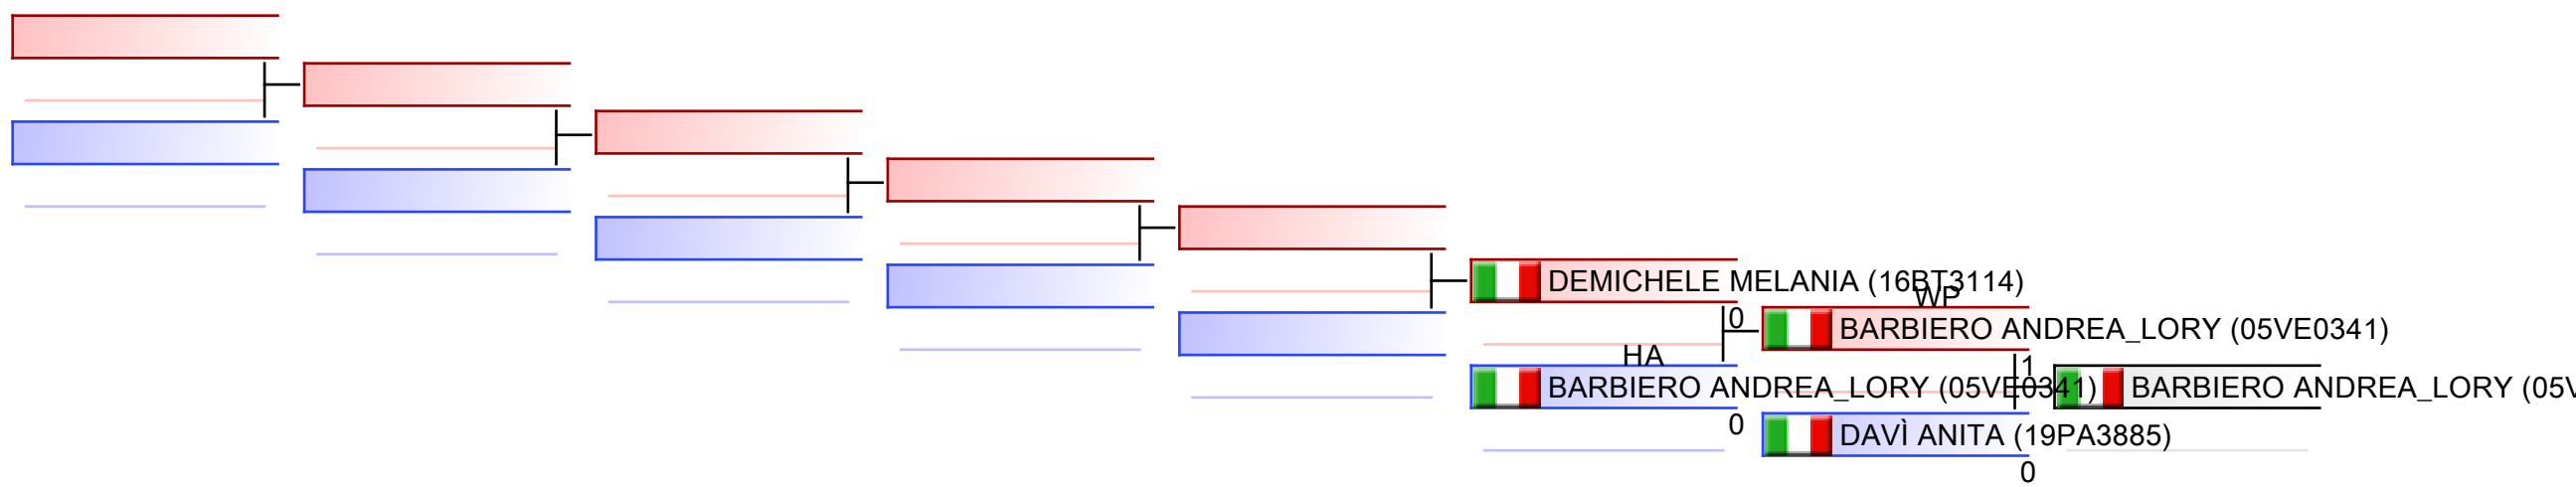 DEMICHELE MELANIA (16BT3114)
WP
0
BARBIERO ANDREA_LORY (05VE0341)
HA
1
BARBIERO ANDREA_LORY (05VE0341)
BARBIERO ANDREA_LORY (05V
0
DAVÌ ANITA (19PA3885)
0